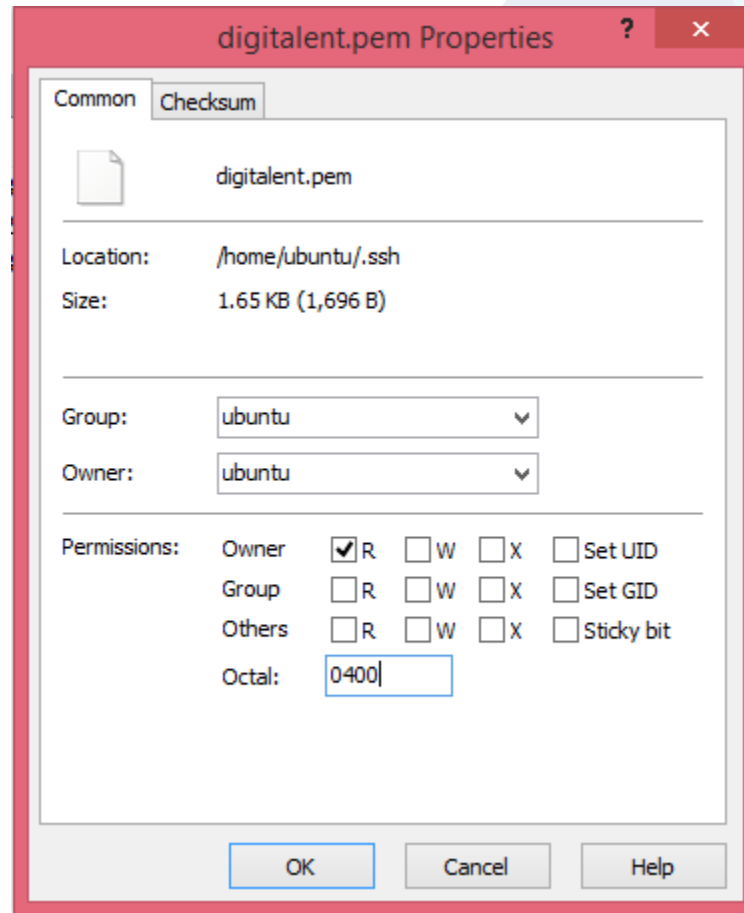 digitalent.pem Properties ? ×
Common Checksum
digitalent.pem
Location: /home/ubuntu/.ssh
Size: 1.65 KB (1,696 B)
Group: ubuntu
Owner: ubuntu
Permissions: Owner R W X Set UID
Group R W X Set GID
Others R W X Sticky bit
Octal: 0400
OK Cancel Help